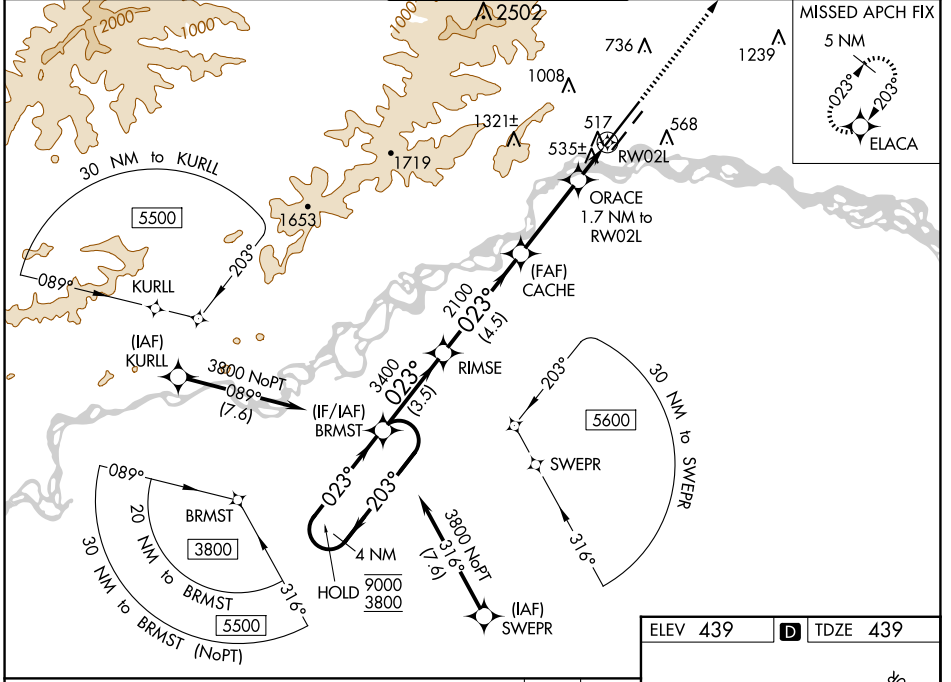 2000
1000
1000
2502
736
1239
1008
1321±
517
568
535±
RW02L
1719
1653
MISSED APCH FIX
5 NM
023°
203°
ELACA
30 NM to KURLL
5500
089°
203°
KURLL
ORACE
1.7 NM to
RW02L
(FAF)
CACHE
2100
023°
(4.5)
RIMSE
3400
023°
(3.5)
(IAF)
KURLL
3800 NoPT
089°
(7.6)
(IF/IAF)
BRMST
023°
203°
4 NM
HOLD
9000
3800
203°
30 NM to SWEPR
5600
SWEPR
316°
3800 NoPT
316°
(7.6)
(IAF)
SWEPR
089°
BRMST
3800
20 NM to BRMST
316°
5500
30 NM to BRMST (NoPT)
ELEV 439
D
TDZE 439